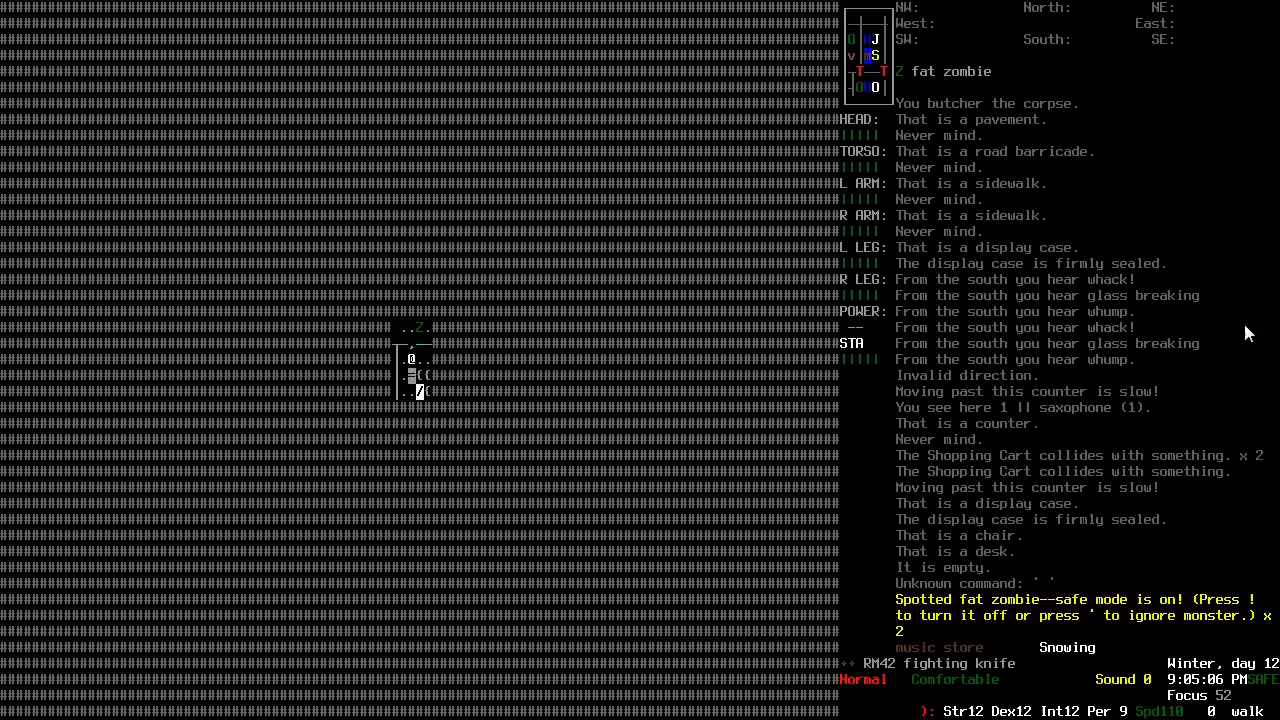 NW: North: NE:
West: East:
SW: South: SE:
Z fat zombie
You butcher the corpse.
HEAD: That is a pavement.
Never mind.
TORSO: That is a road barricade.
Never mind.
L ARM: That is a sidewalk.
Never mind.
R ARM: That is a sidewalk.
Never mind.
L LEG: That is a display case.
The display case is firmly sealed.
R LEG: From the south you hear whack!
From the south you hear glass breaking
POWER: From the south you hear whump.
-- From the south you hear whack!
STA From the south you hear glass breaking
From the south you hear whump.
Invalid direction.
Moving past this counter is slow!
You see here 1 || saxophone (1).
That is a counter.
Never mind.
The Shopping Cart collides with something. x 2
The Shopping Cart collides with something.
Moving past this counter is slow!
That is a display case.
The display case is firmly sealed.
That is a chair.
That is a desk.
It is empty.
Unknown command: ' '
Spotted fat zombie--safe mode is on! (Press !
to turn it off or press ' to ignore monster.) x
2
music store Snowing
++ RM42 fighting knife Winter, day 12
Normal Comfortable Sound 0 9:05:06 PM SAFE
Focus 52
): Str12 Dex12 Int12 Per 9 Spd110 0 walk